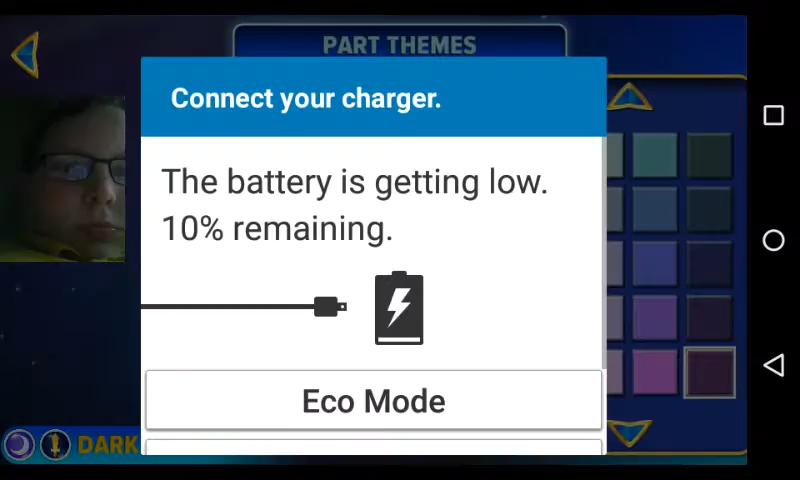 PART THEMES
Connect your charger.
The battery is getting low.
10% remaining.
Eco Mode
DARK